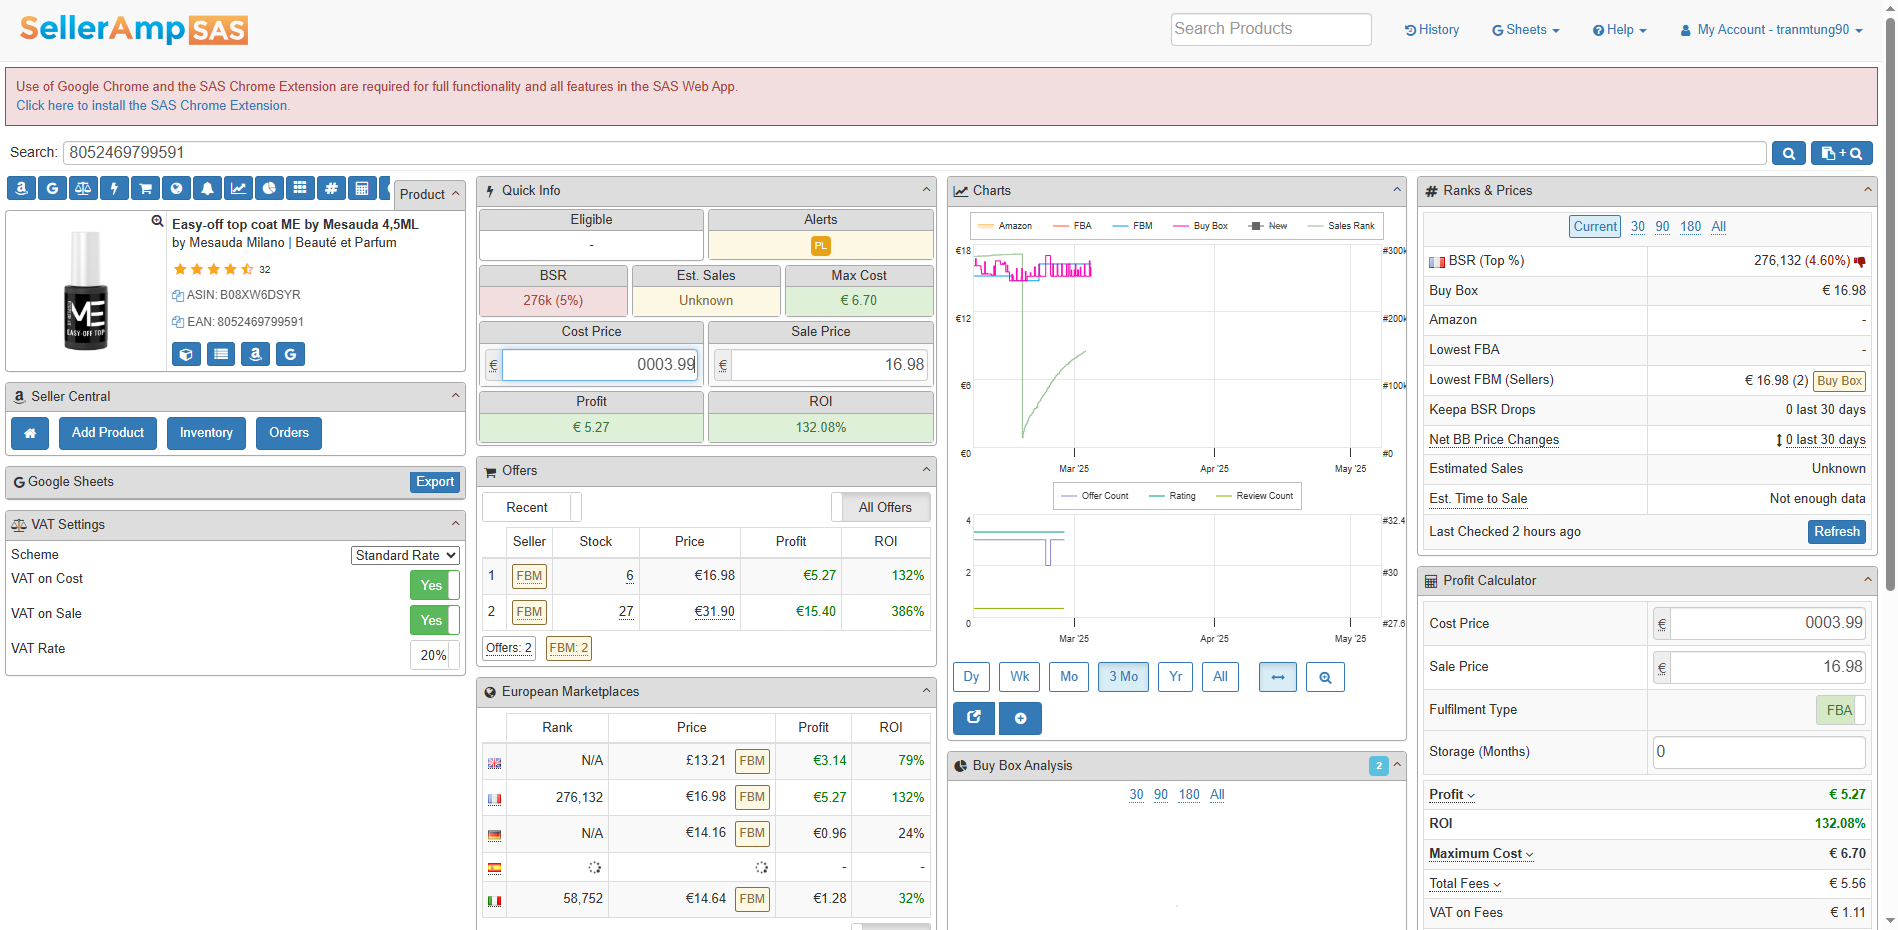 SellerAmp SAS
Search Products
History
Sheets
Help
My Account - tranmtung90
Use of Google Chrome and the SAS Chrome Extension are required for full functionality and all features in the SAS Web App.
Click here to install the SAS Chrome Extension.
Search: 8052469799591
Product
Easy-off top coat ME by Mesauda 4,5ML
by Mesauda Milano | Beauté et Parfum
32
ASIN: B08XW6DSYR
EAN: 8052469799591
ME
EASY-OFF TOP
Seller Central
Add Product
Inventory
Orders
Google Sheets
Export
VAT Settings
Scheme Standard Rate
VAT on Cost Yes
VAT on Sale Yes
VAT Rate 20%
Quick Info
Eligible Alerts
- PL
BSR Est. Sales Max Cost
276k (5%) Unknown € 6.70
Cost Price Sale Price
€ 0003.99 € 16.98
Profit ROI
€ 5.27 132.08%
Offers
Recent All Offers
Seller Stock Price Profit ROI
1 FBM 6 €16.98 €5.27 132%
2 FBM 27 €31.90 €15.40 386%
Offers: 2 FBM: 2
European Marketplaces
Rank Price Profit ROI
N/A £13.21 FBM €3.14 79%
276,132 €16.98 FBM €5.27 132%
N/A €14.16 FBM €0.96 24%
- -
58,752 €14.64 FBM €1.28 32%
Charts
Amazon FBA FBM Buy Box New Sales Rank
€18 #300k
€12 #200k
€6 #100k
€0 #0
Mar '25 Apr '25 May '25
Offer Count Rating Review Count
4 #32.4
2 #30
0 #27.6
Mar '25 Apr '25 May '25
Dy Wk Mo 3 Mo Yr All
Buy Box Analysis 2
30 90 180 All
Ranks & Prices
Current 30 90 180 All
BSR (Top %) 276,132 (4.60%)
Buy Box € 16.98
Amazon -
Lowest FBA -
Lowest FBM (Sellers) € 16.98 (2) Buy Box
Keepa BSR Drops 0 last 30 days
Net BB Price Changes 0 last 30 days
Estimated Sales Unknown
Est. Time to Sale Not enough data
Last Checked 2 hours ago Refresh
Profit Calculator
Cost Price € 0003.99
Sale Price € 16.98
Fulfilment Type FBA
Storage (Months) 0
Profit € 5.27
ROI 132.08%
Maximum Cost € 6.70
Total Fees € 5.56
VAT on Fees € 1.11